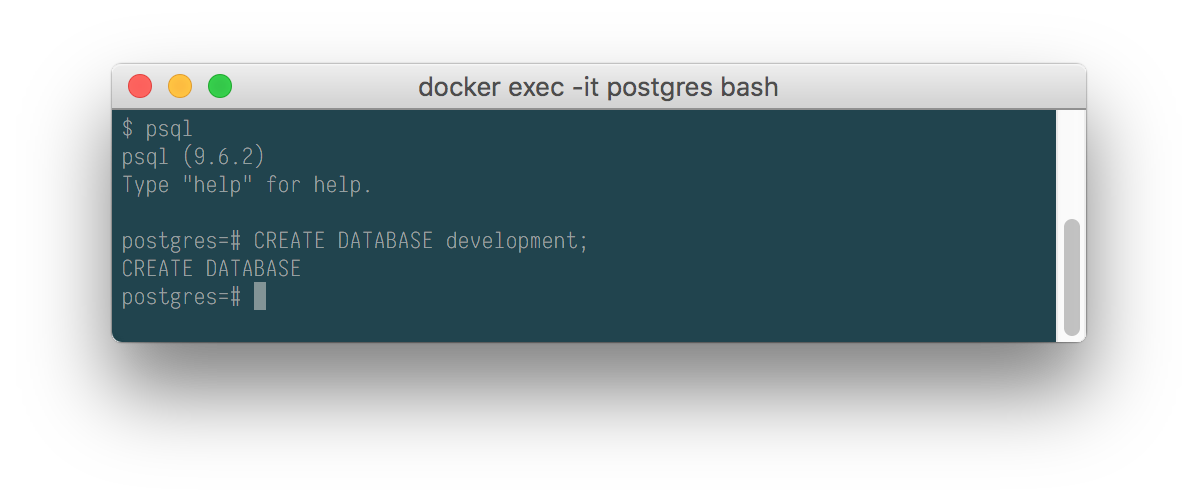 docker exec -it postgres bash
$ psql
psql (9.6.2)
Type "help" for help.
postgres=# CREATE DATABASE development;
CREATE DATABASE
postgres=#